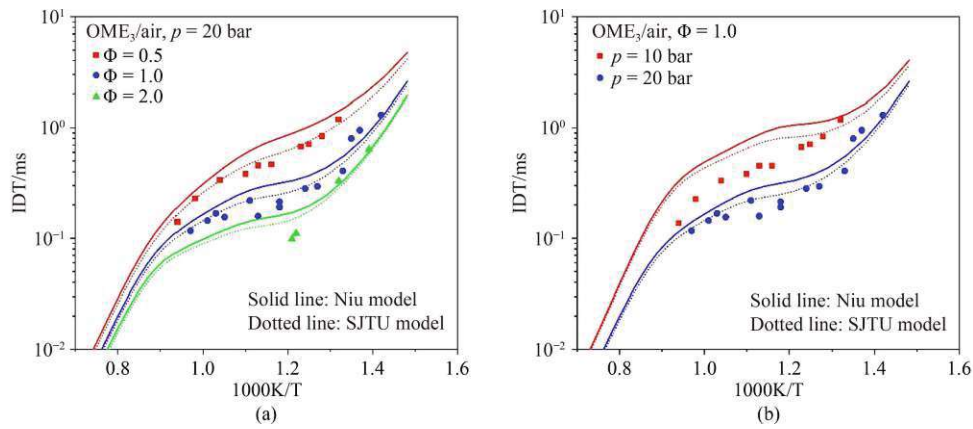 OME₃/air, p = 20 bar
Φ = 0.5
Φ = 1.0
Φ = 2.0
10¹
10⁰
10⁻¹
10⁻²
IDT/ms
Solid line: Niu model
Dotted line: SJTU model
0.8 1.0 1.2 1.4 1.6
1000K/T
(a)
OME₃/air, Φ = 1.0
p = 10 bar
p = 20 bar
10¹
10⁰
10⁻¹
10⁻²
IDT/ms
Solid line: Niu model
Dotted line: SJTU model
0.8 1.0 1.2 1.4 1.6
1000K/T
(b)